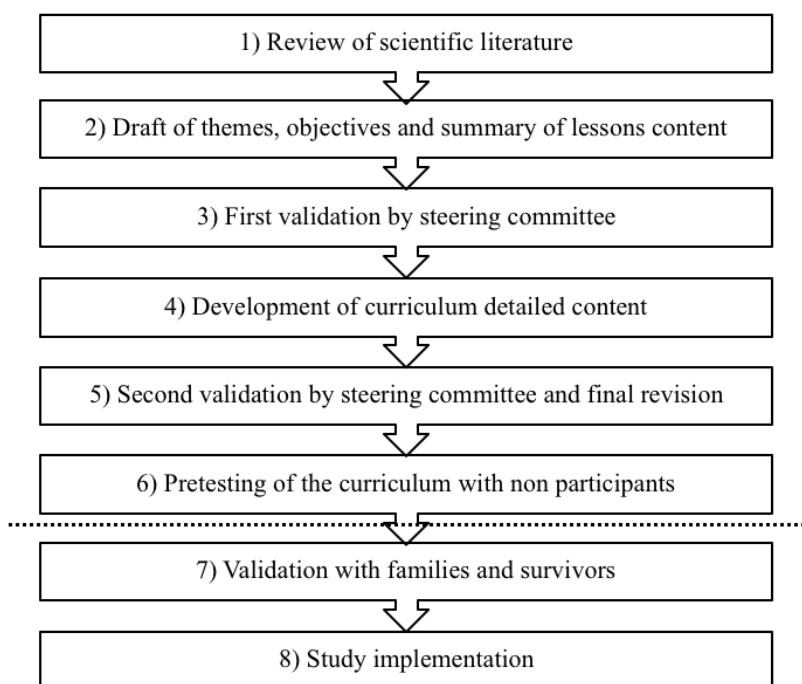 1) Review of scientific literature
2) Draft of themes, objectives and summary of lessons content
3) First validation by steering committee
4) Development of curriculum detailed content
5) Second validation by steering committee and final revision
6) Pretesting of the curriculum with non participants
7) Validation with families and survivors
8) Study implementation